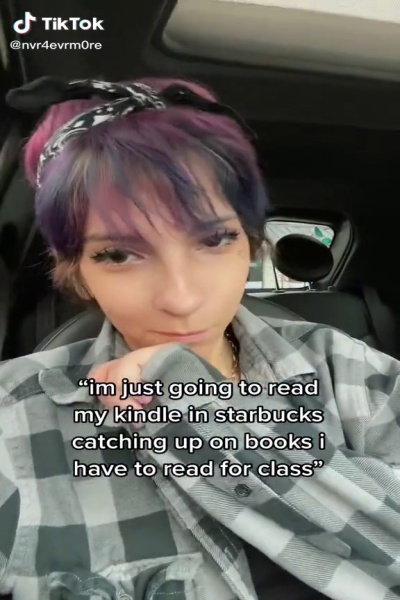 TikTok
@nvr4evrm0re
“im just going to read
my kindle in starbucks
catching up on books i
have to read for class”